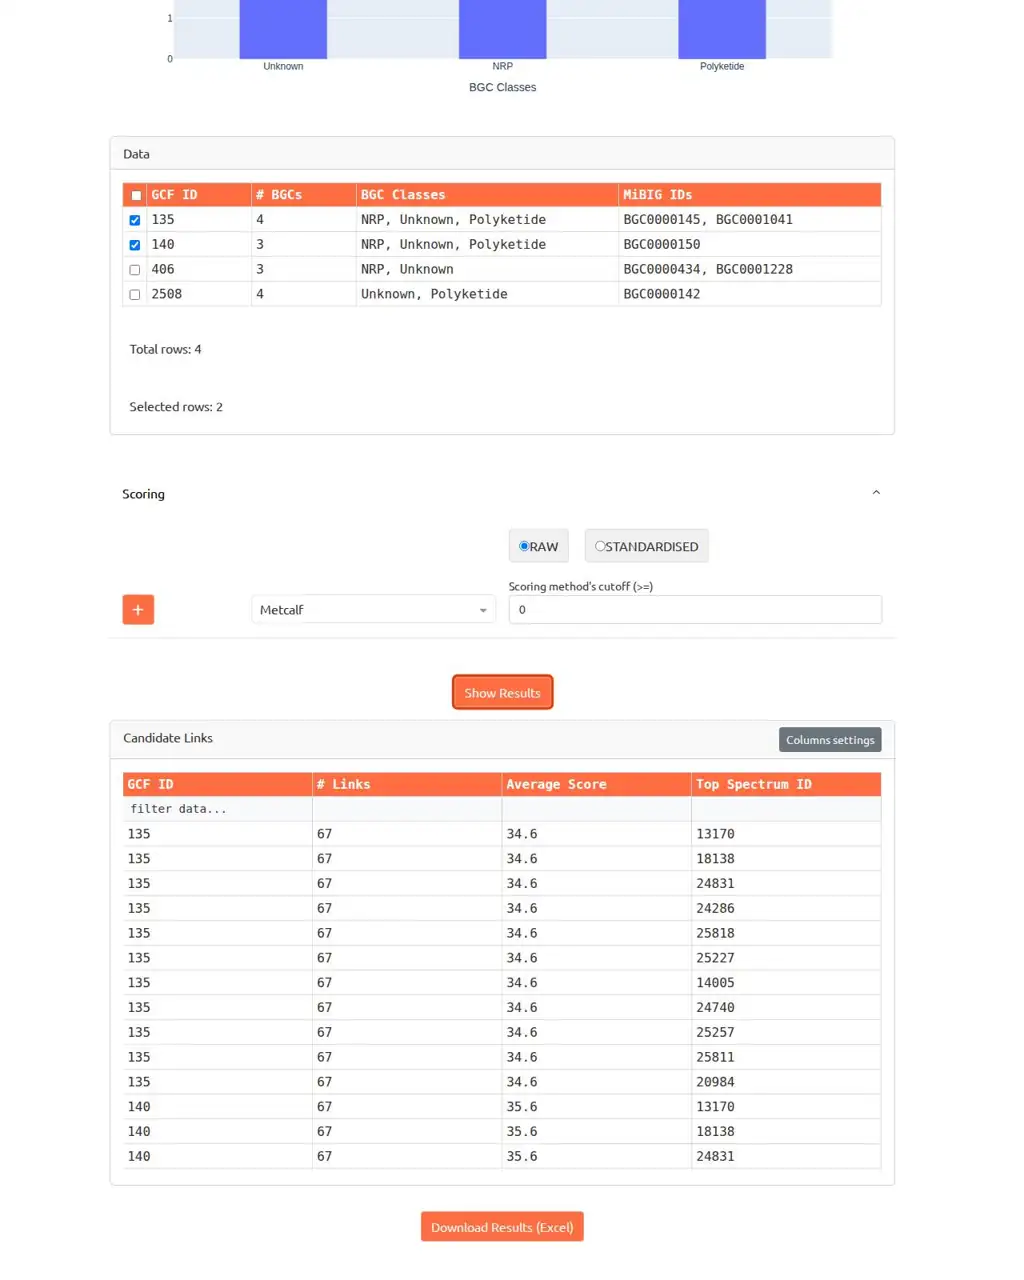 1
0
Unknown NRP Polyketide
BGC Classes
Data
GCF ID # BGCs BGC Classes MiBIG IDs
135 4 NRP, Unknown, Polyketide BGC0000145, BGC0001041
140 3 NRP, Unknown, Polyketide BGC0000150
406 3 NRP, Unknown BGC0000434, BGC0001228
2508 4 Unknown, Polyketide BGC0000142
Total rows: 4
Selected rows: 2
Scoring
RAW STANDARDISED
Scoring method's cutoff (>=)
+ Metcalf 0
Show Results
Candidate Links Columns settings
GCF ID # Links Average Score Top Spectrum ID
filter data...
135 67 34.6 13170
135 67 34.6 18138
135 67 34.6 24831
135 67 34.6 24286
135 67 34.6 25818
135 67 34.6 25227
135 67 34.6 14005
135 67 34.6 24740
135 67 34.6 25257
135 67 34.6 25811
135 67 34.6 20984
140 67 35.6 13170
140 67 35.6 18138
140 67 35.6 24831
Download Results (Excel)